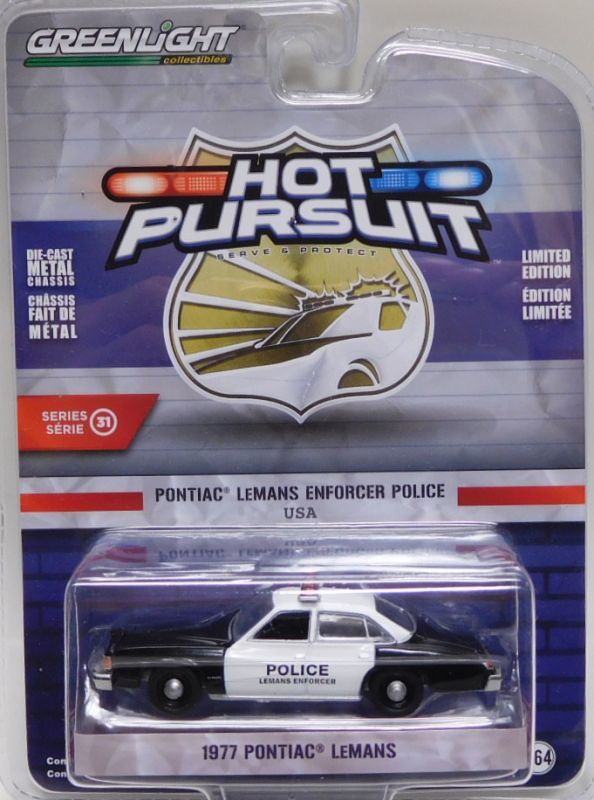 GREENLiGHT
collectibles
HOT
PURSUIT
™
SERVE & PROTECT
DIE-CAST
METAL
CHASSIS
CHÂSSIS
FAIT DE
MÉTAL
LIMITED
EDITION
ÉDITION
LIMITÉE
SERIES
SÉRIE
31
PONTIAC® LEMANS ENFORCER POLICE
USA
POLICE
LEMANS ENFORCER
1977 PONTIAC® LEMANS
64